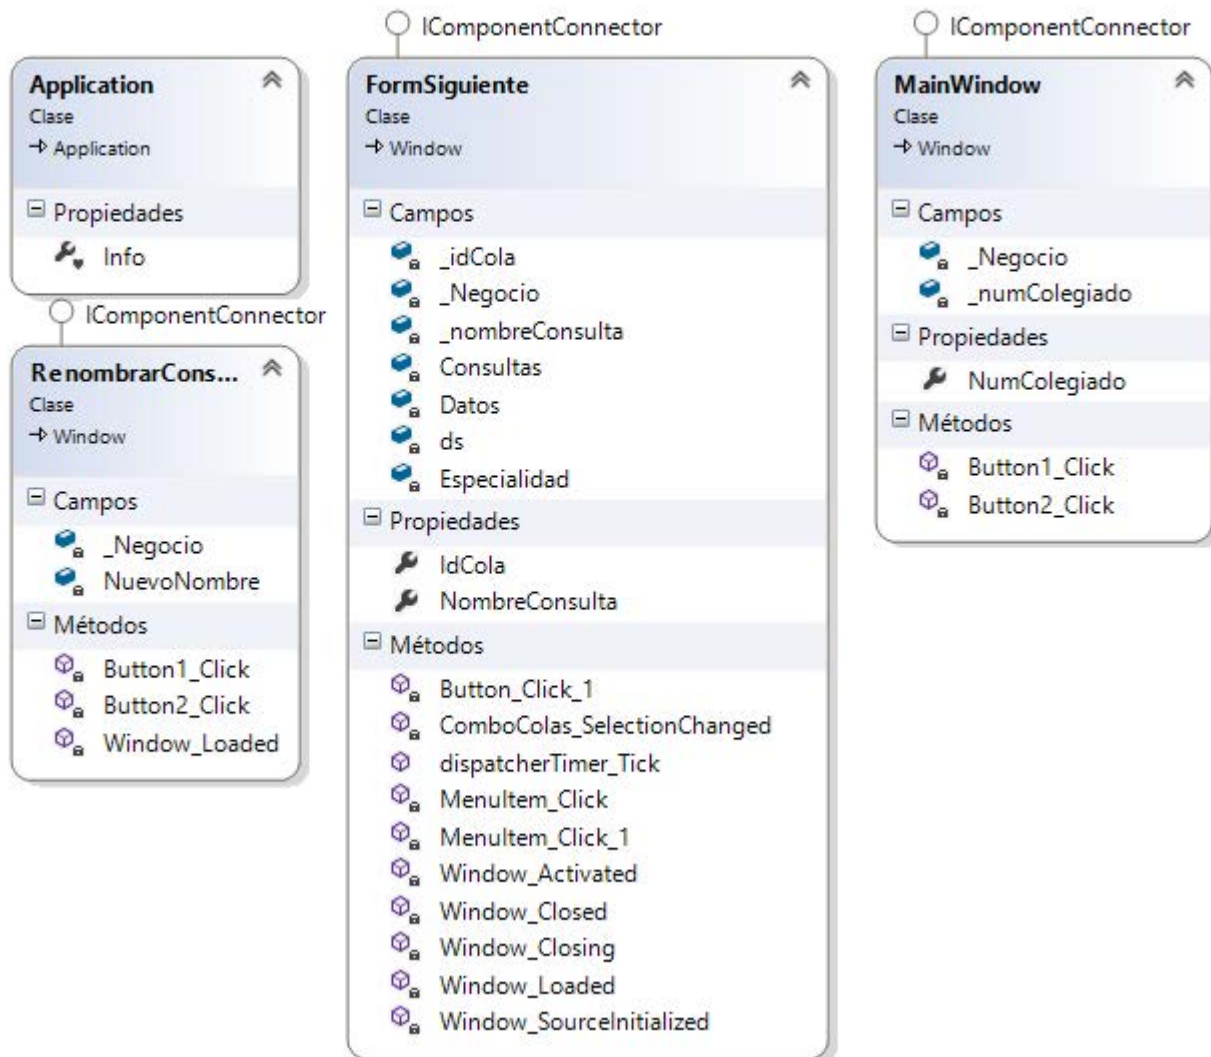 Application
Clase
Application
Propiedades
Info
IComponentConnector
RenombrarCons...
Clase
Window
Campos
_Negocio
NuevoNombre
Métodos
Button1_Click
Button2_Click
Window_Loaded
IComponentConnector
FormSiguiente
Clase
Window
Campos
_idCola
_Negocio
_nombreConsulta
Consultas
Datos
ds
Especialidad
Propiedades
IdCola
NombreConsulta
Métodos
Button_Click_1
ComboColas_SelectionChanged
dispatcherTimer_Tick
MenuItem_Click
MenuItem_Click_1
Window_Activated
Window_Closed
Window_Closing
Window_Loaded
Window_SourceInitialized
IComponentConnector
MainWindow
Clase
Window
Campos
_Negocio
_numColegiado
Propiedades
NumColegiado
Métodos
Button1_Click
Button2_Click